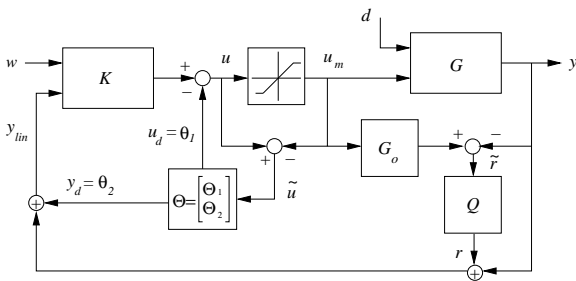 d
w
K
+
−
u
u_m
G
y
y_lin
u_d = θ_1
G_o
+
−
+
−
r̃
y_d = θ_2
Θ = [Θ_1
Θ_2]
ũ
Q
+
r
+